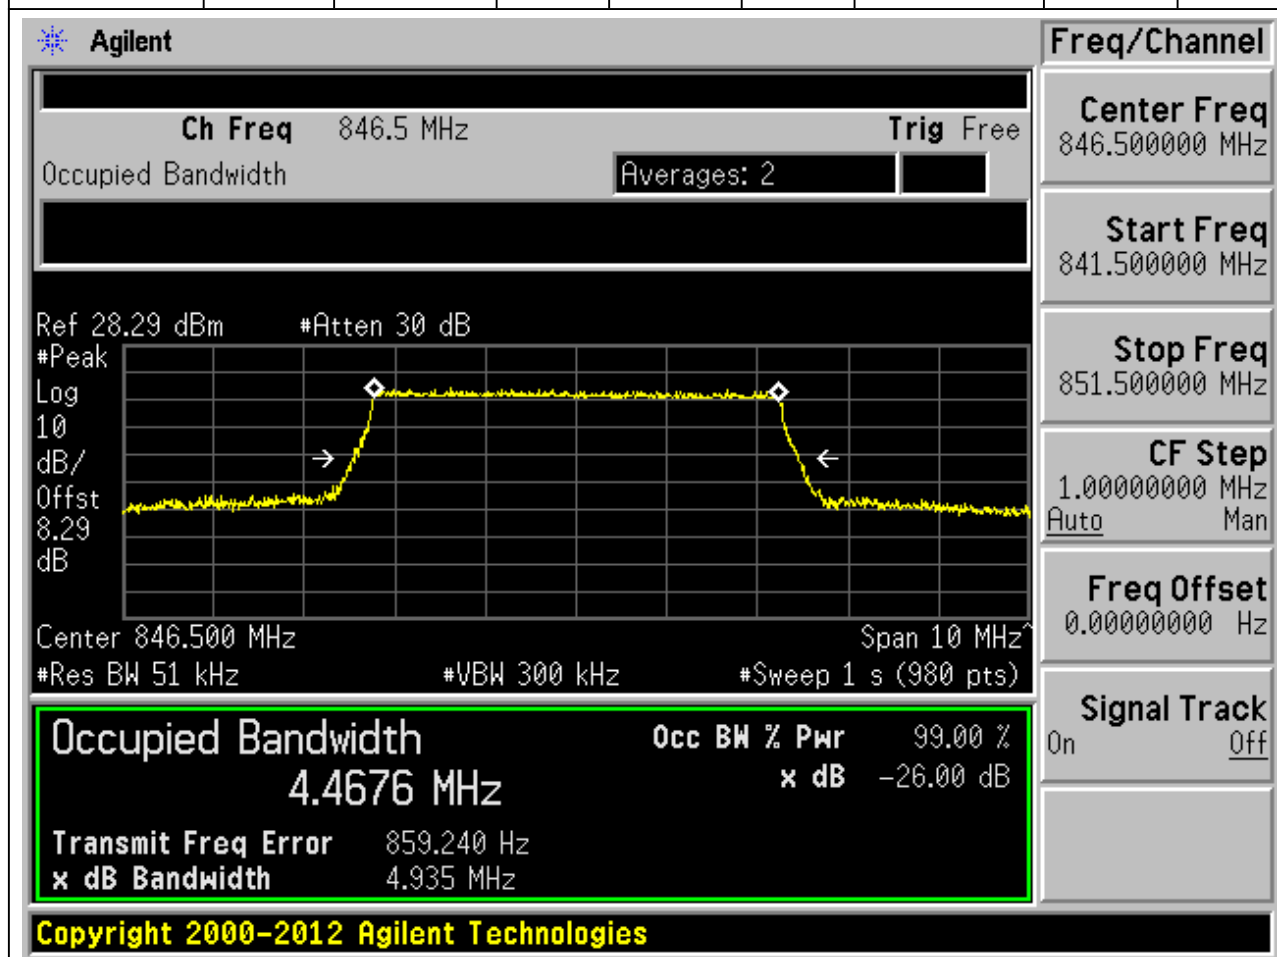 Agilent
Freq/Channel
Ch Freq 846.5 MHz Trig Free
Occupied Bandwidth Averages: 2
Center Freq
846.500000 MHz
Start Freq
841.500000 MHz
Stop Freq
851.500000 MHz
CF Step
1.00000000 MHz
Auto Man
Freq Offset
0.00000000 Hz
Signal Track
On Off
Ref 28.29 dBm #Atten 30 dB
#Peak
Log
10
dB/
Offst
8.29
dB
Center 846.500 MHz Span 10 MHz^
#Res BW 51 kHz #VBW 300 kHz #Sweep 1 s (980 pts)
Occupied Bandwidth Occ BW % Pwr 99.00 %
4.4676 MHz x dB -26.00 dB
Transmit Freq Error 859.240 Hz
x dB Bandwidth 4.935 MHz
Copyright 2000-2012 Agilent Technologies